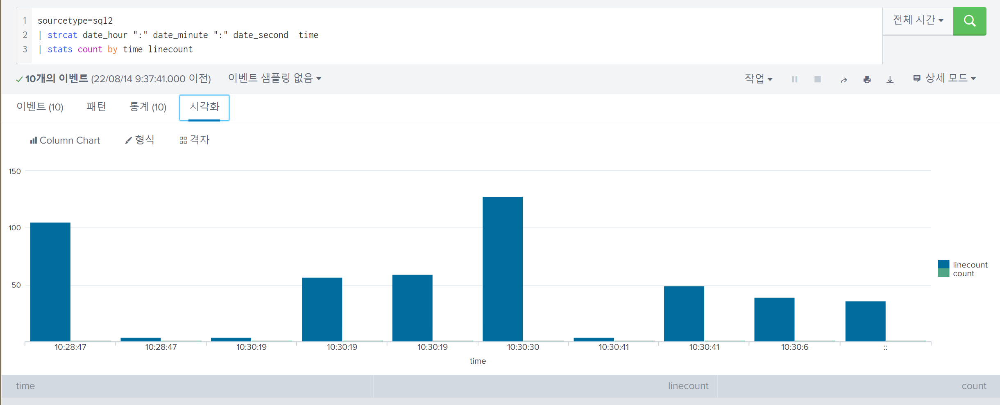 1 sourcetype=sql2
2 | strcat date_hour ":" date_minute ":" date_second  time
3 | stats count by time linecount
전체 시간
10개의 이벤트 (22/08/14 9:37:41.000 이전) 이벤트 샘플링 없음 작업 상세 모드
이벤트 (10) 패턴 통계 (10) 시각화
Column Chart 형식 격자
150
100
50
linecount
count
10:28:47 10:28:47 10:30:19 10:30:19 10:30:19 10:30:30 10:30:41 10:30:41 10:30:6 ::
time
time linecount count